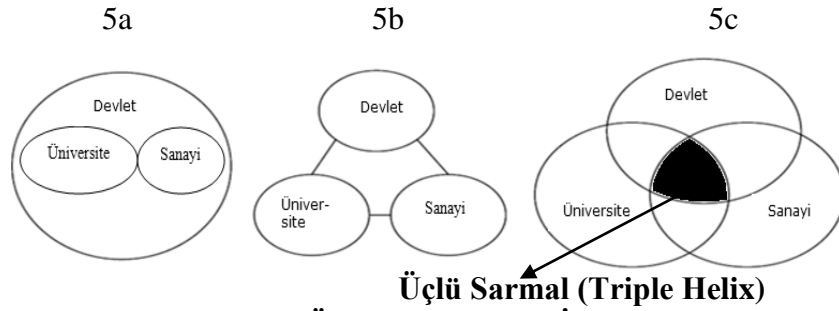 5a
5b
5c
Devlet
Üniversite
Sanayi
Devlet
Üniver-
site
Sanayi
Devlet
Üniversite
Sanayi
Üçlü Sarmal (Triple Helix)